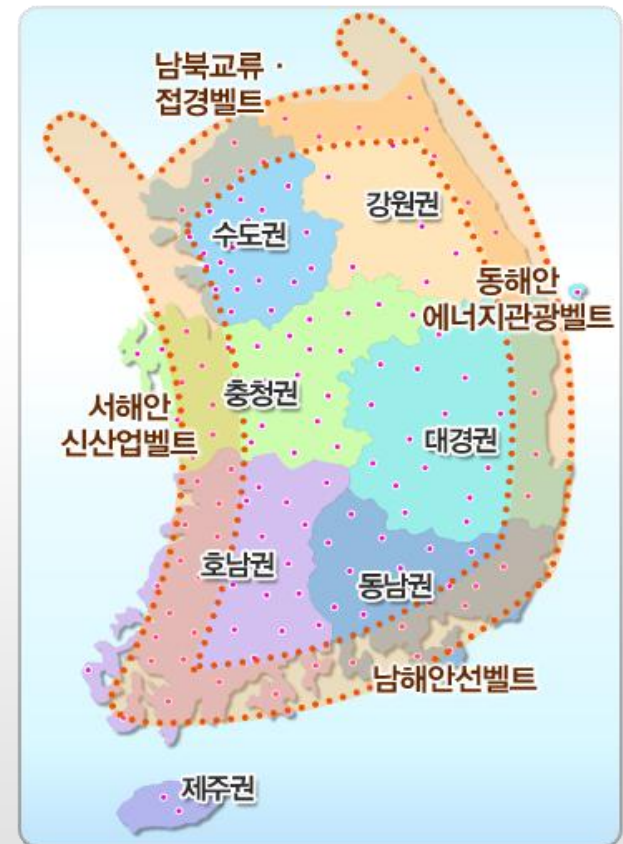 남북교류 ·
접경벨트
강원권
수도권
동해안
에너지관광벨트
충청권
서해안
신산업벨트
대경권
호남권
동남권
남해안선벨트
제주권